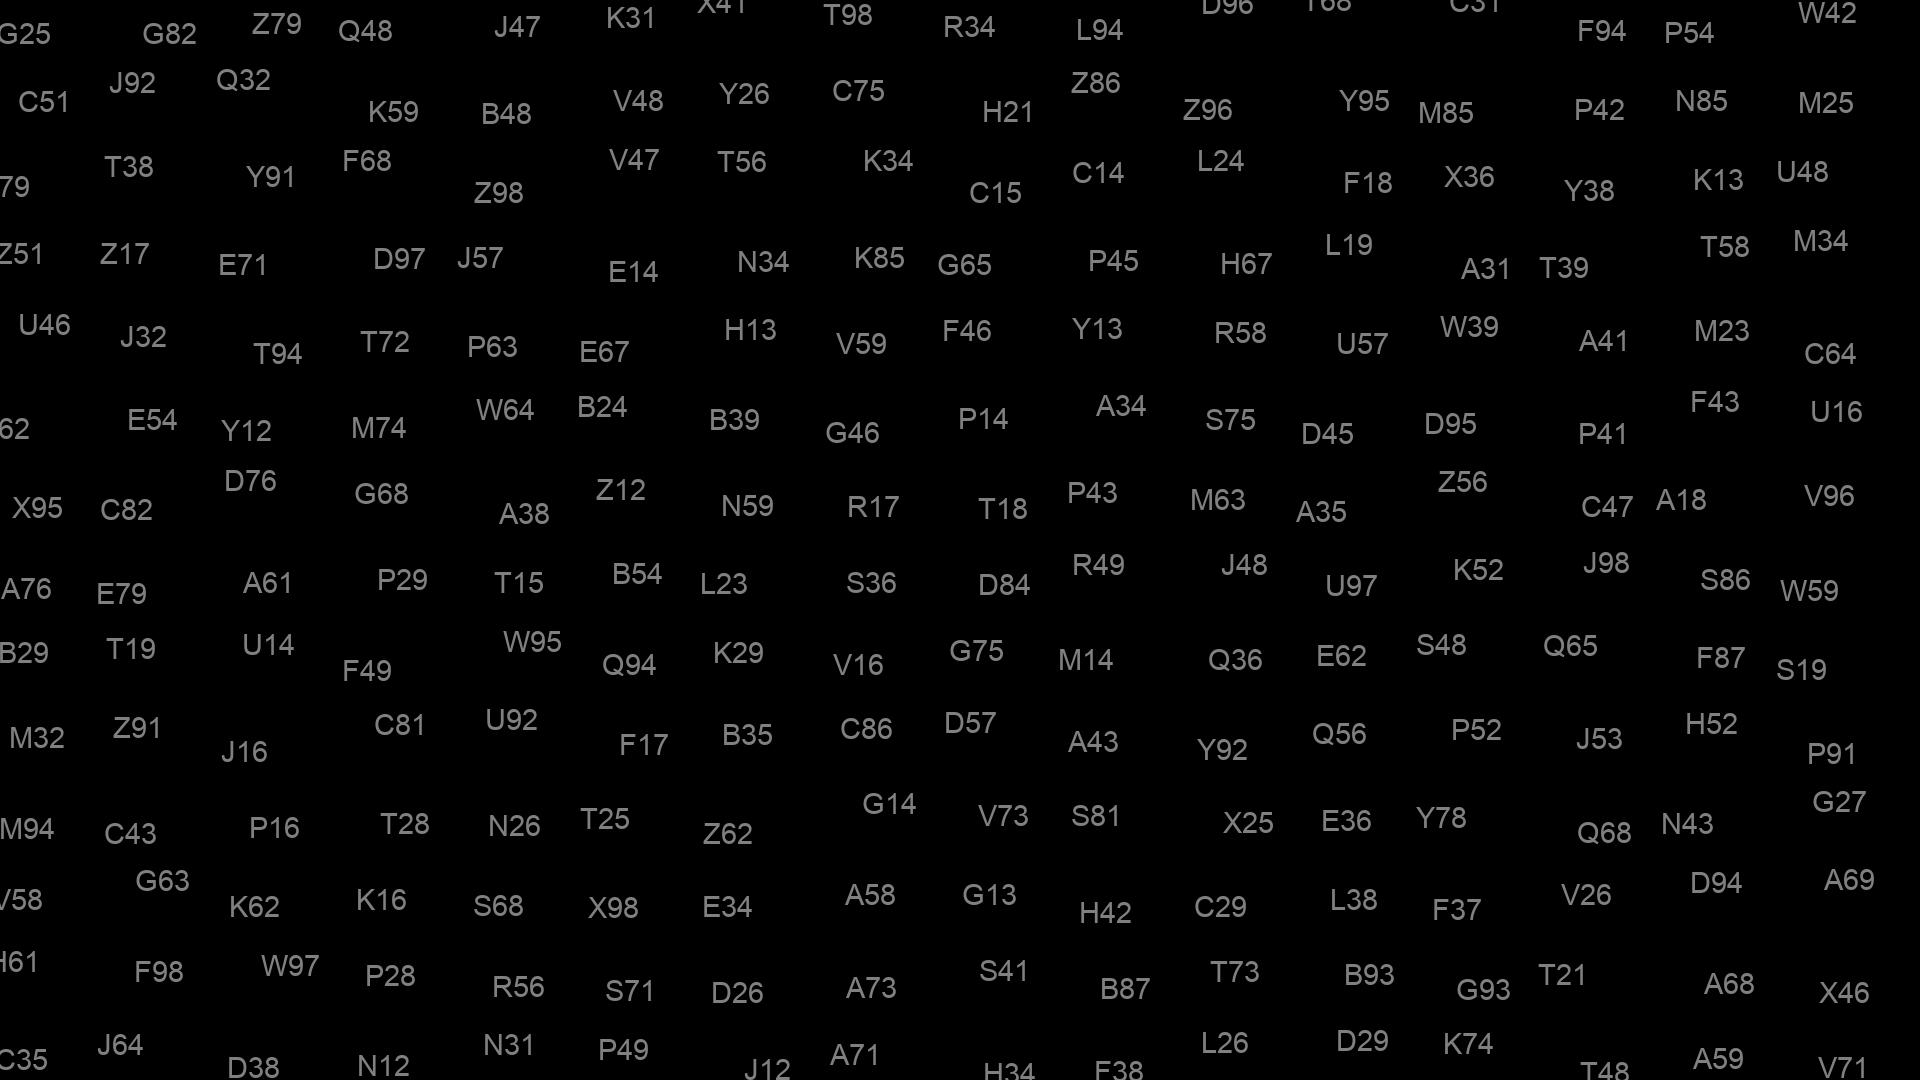 G25 G82 Z79 Q48 J47 K31 X41 T98 R34 L94 D96 T68 C31 F94 P54 W42
C51 J92 Q32 K59 B48 V48 Y26 C75 H21 Z86 Z96 Y95 M85 P42 N85 M25
79 T38 Y91 F68 Z98 V47 T56 K34 C15 C14 L24 F18 X36 Y38 K13 U48
Z51 Z17 E71 D97 J57 E14 N34 K85 G65 P45 H67 L19 A31 T39 T58 M34
U46 J32 T94 T72 P63 E67 H13 V59 F46 Y13 R58 U57 W39 A41 M23 C64
62 E54 Y12 M74 W64 B24 B39 G46 P14 A34 S75 D45 D95 P41 F43 U16
X95 C82 D76 G68 A38 Z12 N59 R17 T18 P43 M63 A35 Z56 C47 A18 V96
A76 E79 A61 P29 T15 B54 L23 S36 D84 R49 J48 U97 K52 J98 S86 W59
B29 T19 U14 F49 W95 Q94 K29 V16 G75 M14 Q36 E62 S48 Q65 F87 S19
M32 Z91 J16 C81 U92 F17 B35 C86 D57 A43 Y92 Q56 P52 J53 H52 P91
M94 C43 P16 T28 N26 T25 Z62 G14 V73 S81 X25 E36 Y78 Q68 N43 G27
V58 G63 K62 K16 S68 X98 E34 A58 G13 H42 C29 L38 F37 V26 D94 A69
H61 F98 W97 P28 R56 S71 D26 A73 S41 B87 T73 B93 G93 T21 A68 X46
C35 J64 D38 N12 N31 P49 J12 A71 H34 F38 L26 D29 K74 T48 A59 V71